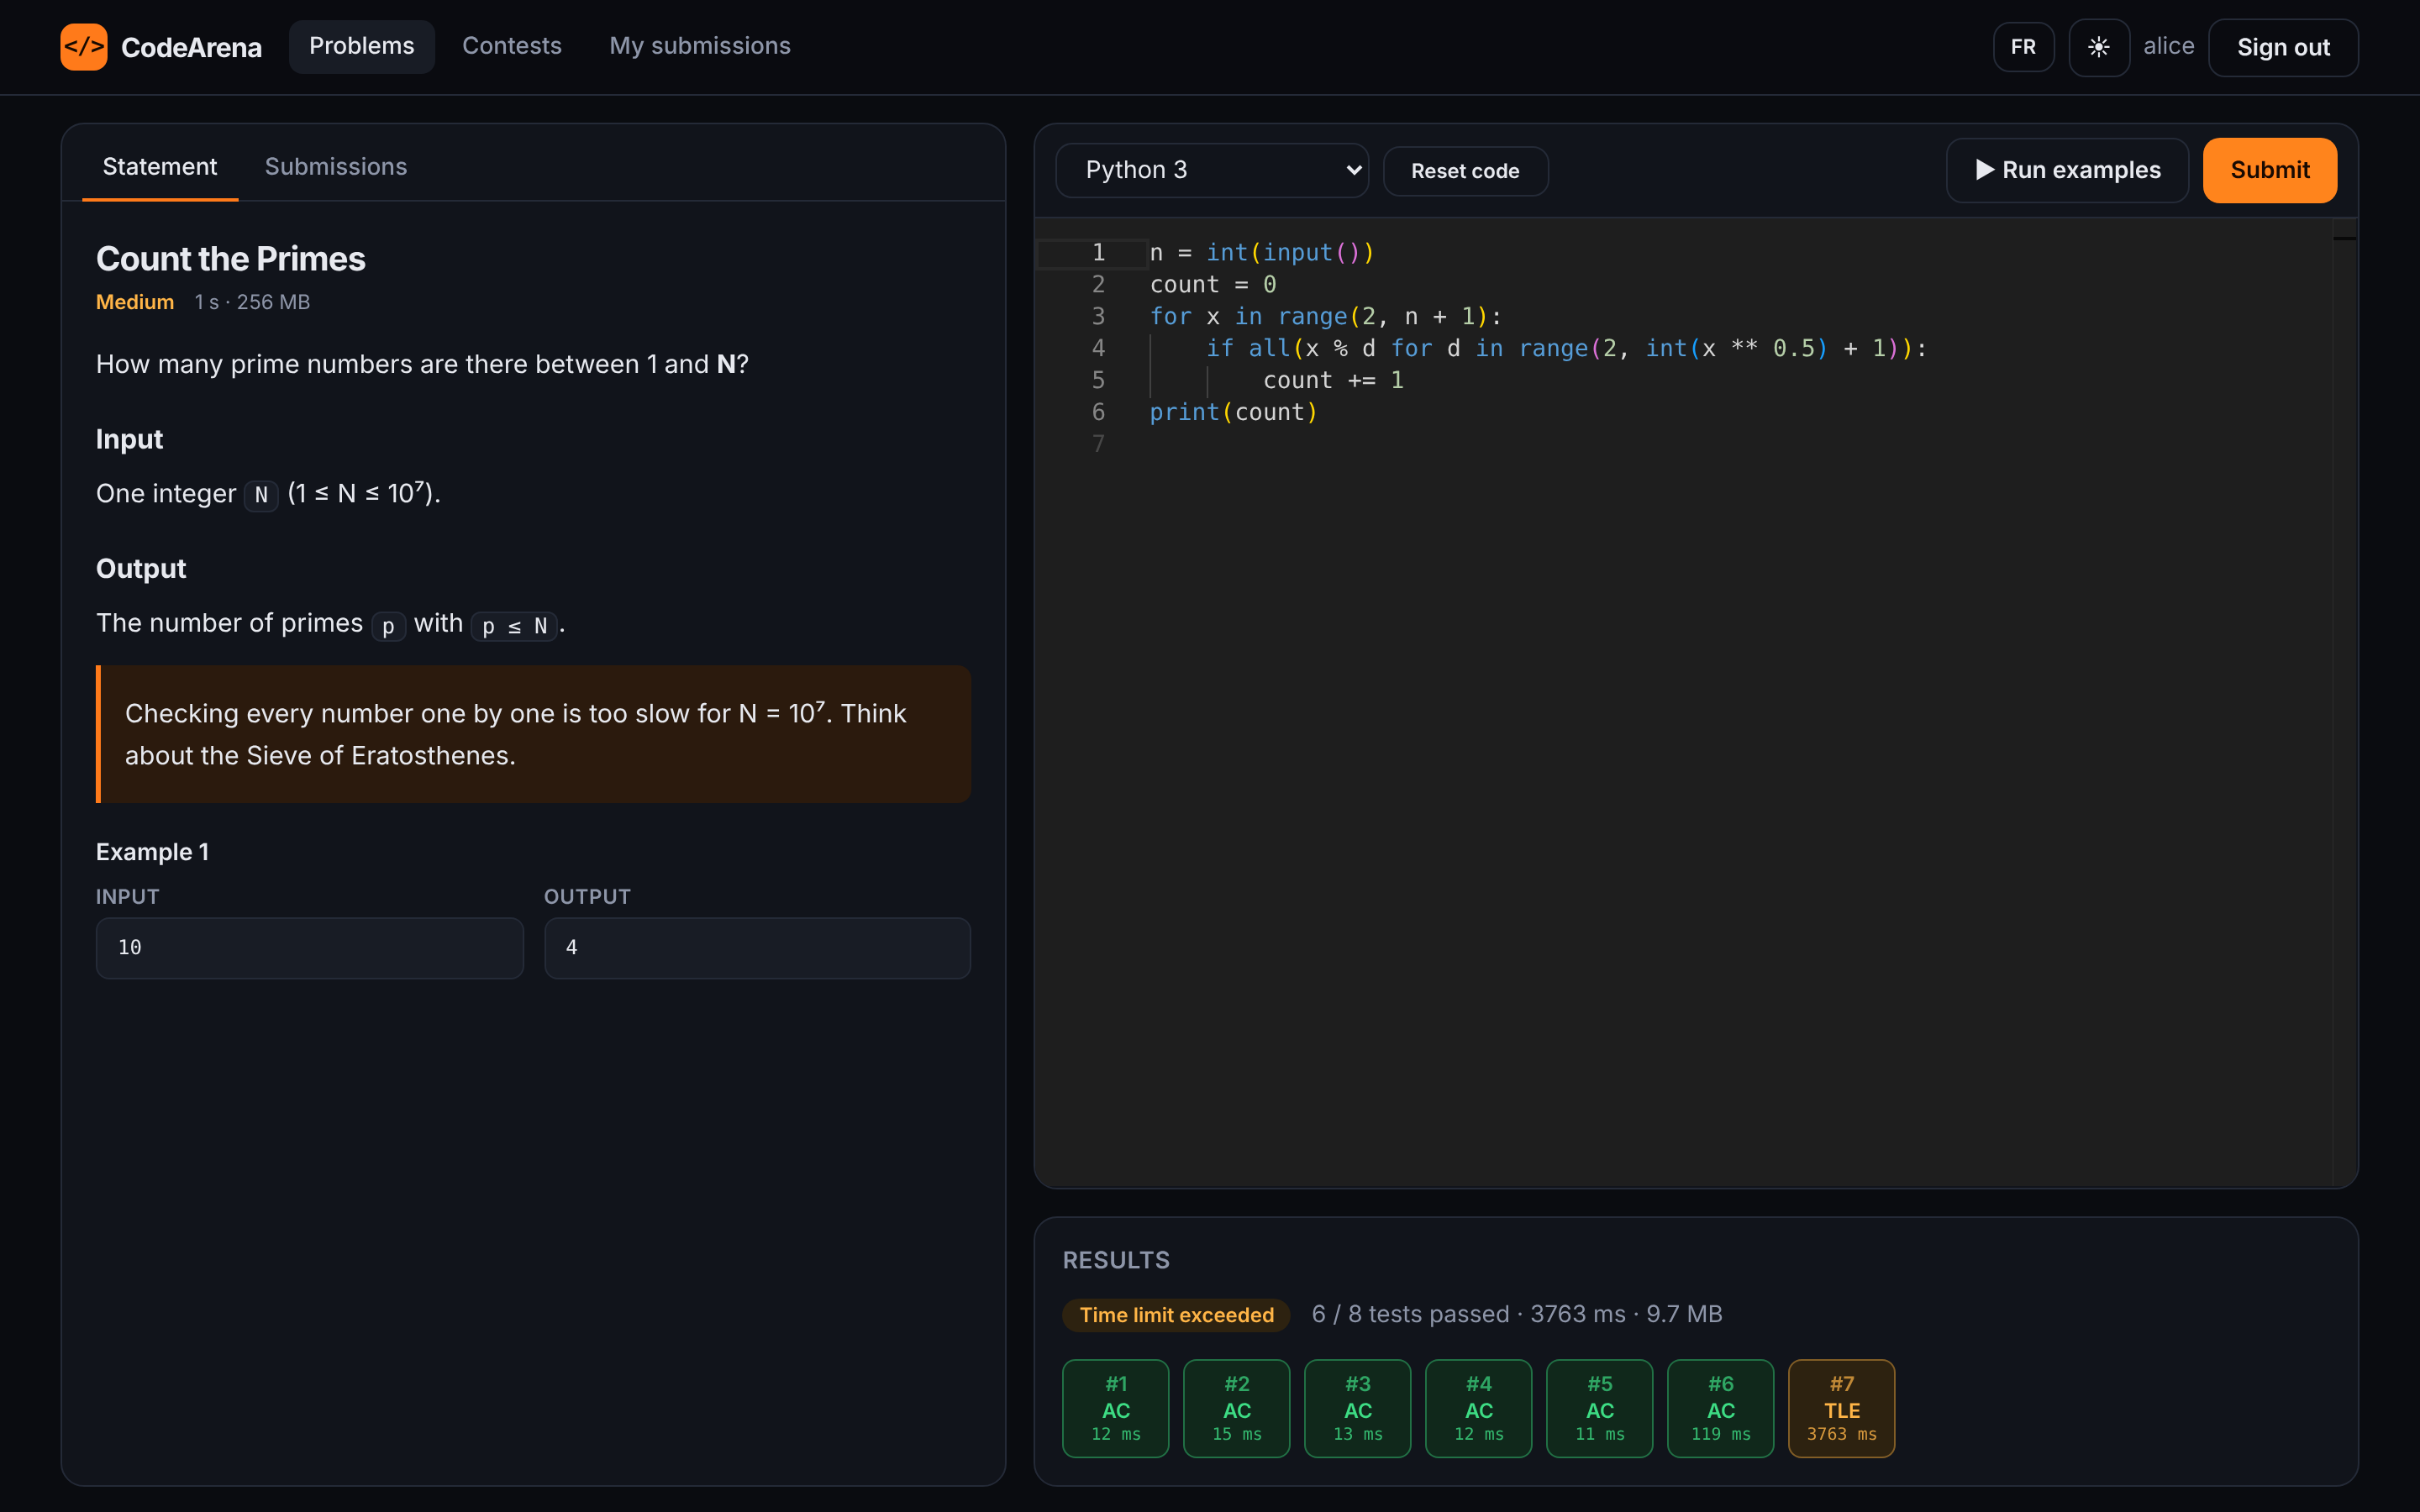 </> CodeArena Problems Contests My submissions FR alice Sign out
Statement Submissions
Count the Primes
Medium 1 s · 256 MB
How many prime numbers are there between 1 and N?
Input
One integer N (1 ≤ N ≤ 10⁷).
Output
The number of primes p with p ≤ N.
Checking every number one by one is too slow for N = 10⁷. Think
about the Sieve of Eratosthenes.
Example 1
INPUT OUTPUT
10 4
Python 3 Reset code ▶ Run examples Submit
1 n = int(input())
2 count = 0
3 for x in range(2, n + 1):
4     if all(x % d for d in range(2, int(x ** 0.5) + 1)):
5         count += 1
6 print(count)
7
RESULTS
Time limit exceeded 6 / 8 tests passed · 3763 ms · 9.7 MB
#1 #2 #3 #4 #5 #6 #7
AC AC AC AC AC AC TLE
12 ms 15 ms 13 ms 12 ms 11 ms 119 ms 3763 ms